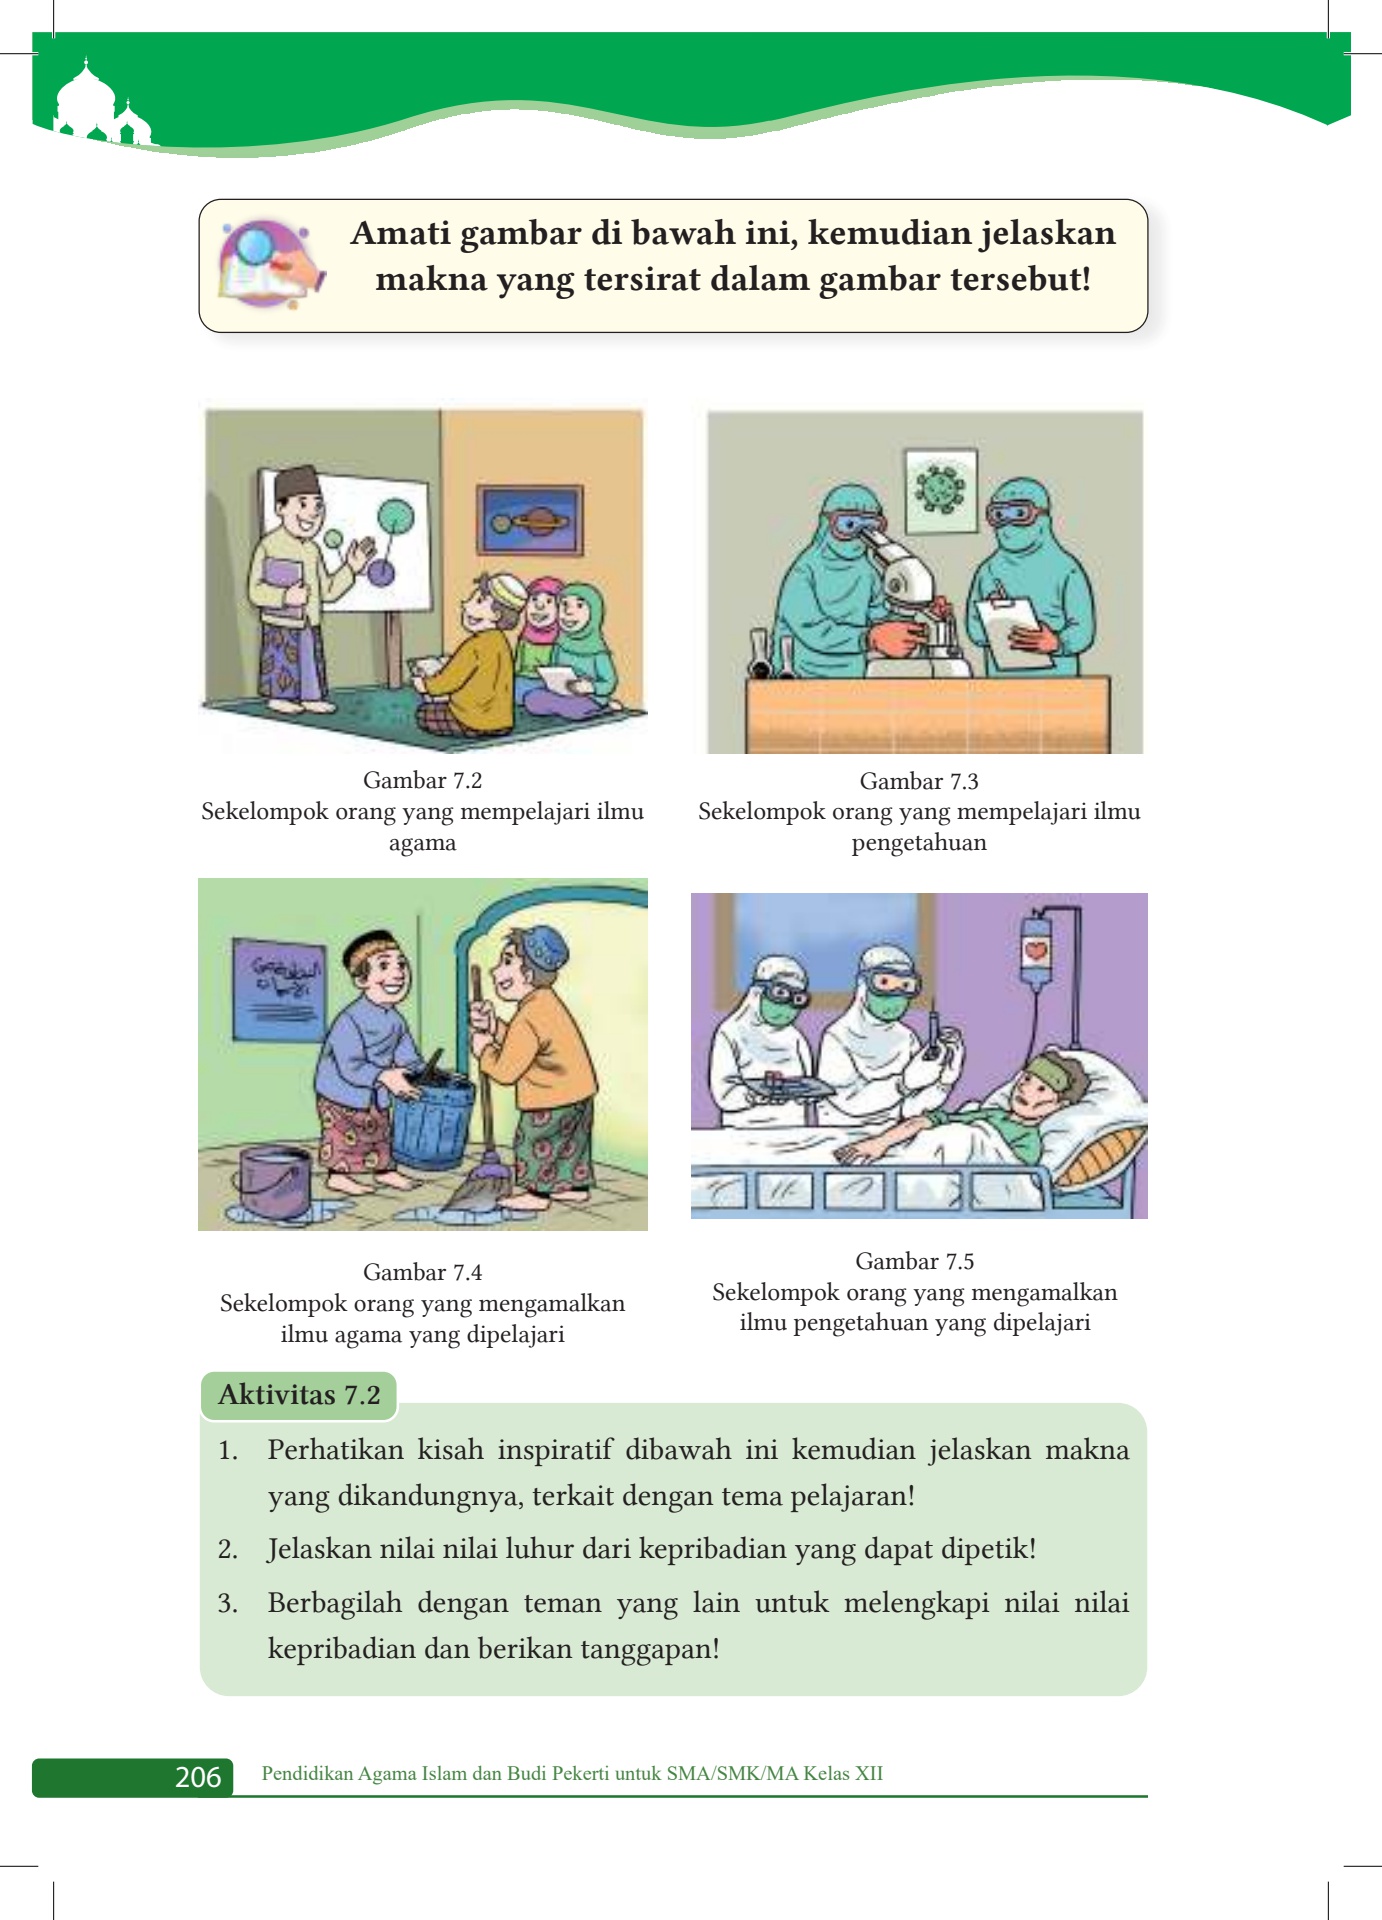 Amati gambar di bawah ini, kemudian jelaskan
makna yang tersirat dalam gambar tersebut!
Gambar 7.2
Sekelompok orang yang mempelajari ilmu
agama
Gambar 7.3
Sekelompok orang yang mempelajari ilmu
pengetahuan
Gambar 7.4
Sekelompok orang yang mengamalkan
ilmu agama yang dipelajari
Gambar 7.5
Sekelompok orang yang mengamalkan
ilmu pengetahuan yang dipelajari
Aktivitas 7.2
1. Perhatikan kisah inspiratif dibawah ini kemudian jelaskan makna
yang dikandungnya, terkait dengan tema pelajaran!
2. Jelaskan nilai nilai luhur dari kepribadian yang dapat dipetik!
3. Berbagilah dengan teman yang lain untuk melengkapi nilai nilai
kepribadian dan berikan tanggapan!
206 Pendidikan Agama Islam dan Budi Pekerti untuk SMA/SMK/MA Kelas XII